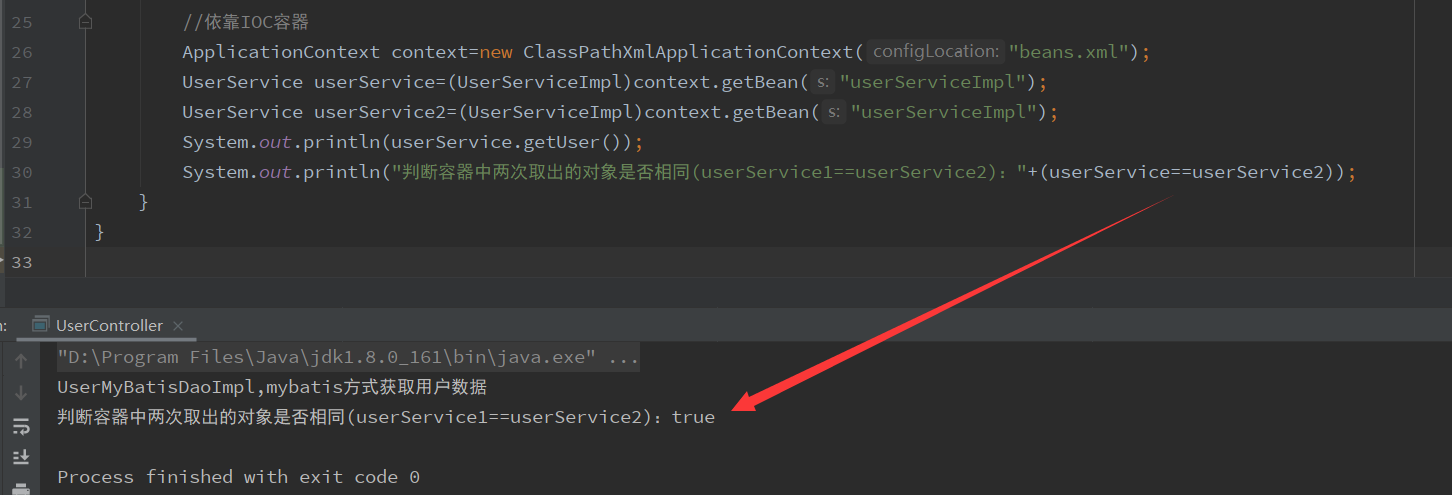 25 //依靠IOC容器
26 ApplicationContext context=new ClassPathXmlApplicationContext( configLocation: "beans.xml");
27 UserService userService=(UserServiceImpl)context.getBean( s: "userServiceImpl");
28 UserService userService2=(UserServiceImpl)context.getBean( s: "userServiceImpl");
29 System.out.println(userService.getUser());
30 System.out.println("判断容器中两次取出的对象是否相同(userService1==userService2)："+(userService==userService2));
31 }
32 }
33
UserController ×
"D:\Program Files\Java\jdk1.8.0_161\bin\java.exe" ...
UserMyBatisDaoImpl,mybatis方式获取用户数据
判断容器中两次取出的对象是否相同(userService1==userService2)：true
Process finished with exit code 0